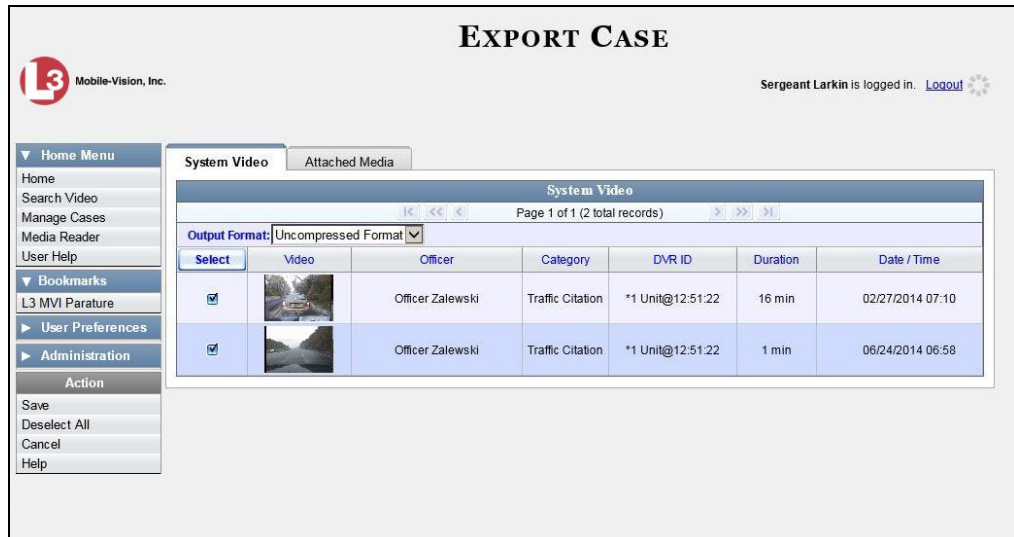 EXPORT CASE
L3 Mobile-Vision, Inc.
Sergeant Larkin is logged in. Logout
▼ Home Menu
Home
Search Video
Manage Cases
Media Reader
User Help
▼ Bookmarks
L3 MVI Parature
▶ User Preferences
▶ Administration
Action
Save
Deselect All
Cancel
Help
System Video Attached Media
System Video
|< << < Page 1 of 1 (2 total records) > >> >|
Output Format: Uncompressed Format
Select Video Officer Category DVR ID Duration Date / Time
Officer Zalewski Traffic Citation *1 Unit@12:51:22 16 min 02/27/2014 07:10
Officer Zalewski Traffic Citation *1 Unit@12:51:22 1 min 06/24/2014 06:58